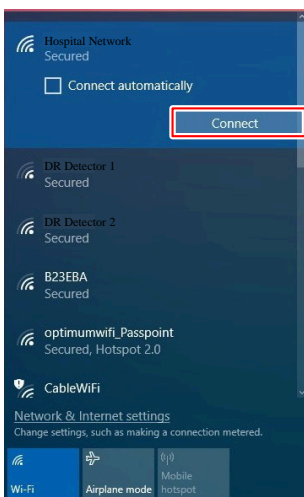 Hospital Network
Secured
Connect automatically
Connect
DR Detector 1
Secured
DR Detector 2
Secured
B23EBA
Secured
optimumwifi_Passpoint
Secured, Hotspot 2.0
CableWiFi
Network & Internet settings
Change settings, such as making a connection metered.
Wi-Fi
Airplane mode
Mobile
hotspot